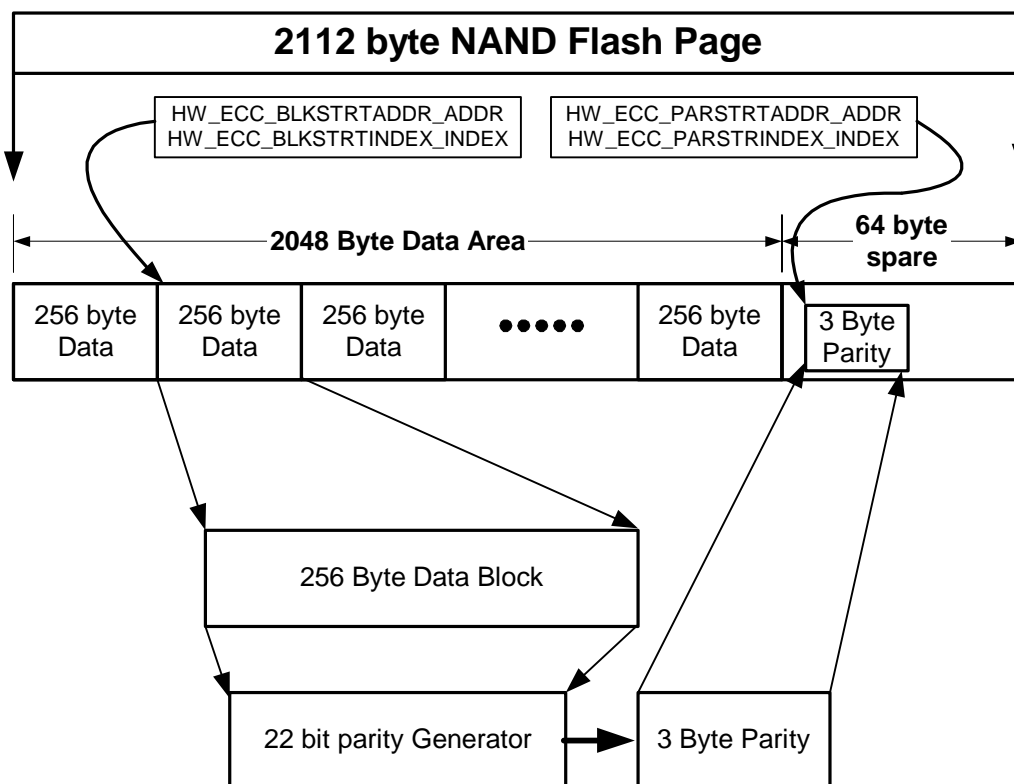 2112 byte NAND Flash Page
HW_ECC_BLKSTRTADDR_ADDR
HW_ECC_BLKSTRTINDEX_INDEX
HW_ECC_PARSTRTADDR_ADDR
HW_ECC_PARSTRINDEX_INDEX
2048 Byte Data Area
64 byte
spare
256 byte
Data
256 byte
Data
256 byte
Data
256 byte
Data
3 Byte
Parity
256 Byte Data Block
22 bit parity Generator
3 Byte Parity